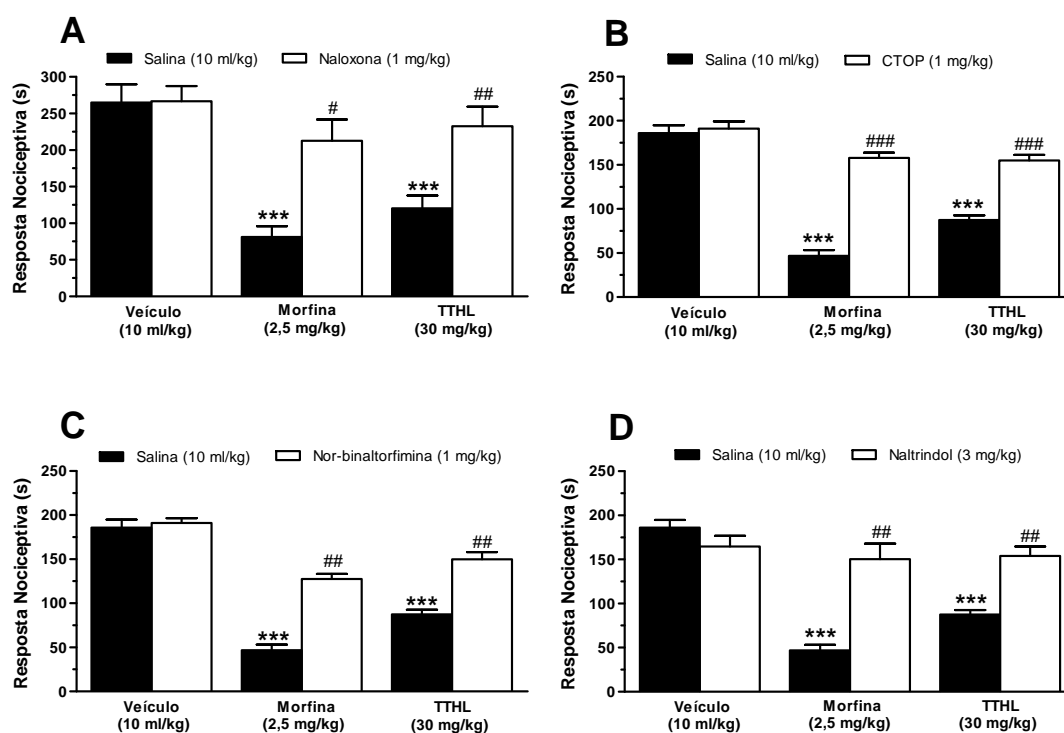 A
Salina (10 ml/kg) Naloxona (1 mg/kg)
Resposta Nociceptiva (s)
300
250
200
150
100
50
0
***
#
***
##
Veículo
(10 ml/kg)
Morfina
(2,5 mg/kg)
TTHL
(30 mg/kg)
B
Salina (10 ml/kg) CTOP (1 mg/kg)
Resposta Nociceptiva (s)
250
200
150
100
50
0
***
###
***
###
Veículo
(10 ml/kg)
Morfina
(2,5 mg/kg)
TTHL
(30 mg/kg)
C
Salina (10 ml/kg) Nor-binaltorfimina (1 mg/kg)
Resposta Nociceptiva (s)
250
200
150
100
50
0
***
##
***
##
Veículo
(10 ml/kg)
Morfina
(2,5 mg/kg)
TTHL
(30 mg/kg)
D
Salina (10 ml/kg) Naltrindol (3 mg/kg)
Resposta Nociceptiva (s)
250
200
150
100
50
0
***
##
***
##
Veículo
(10 ml/kg)
Morfina
(2,5 mg/kg)
TTHL
(30 mg/kg)